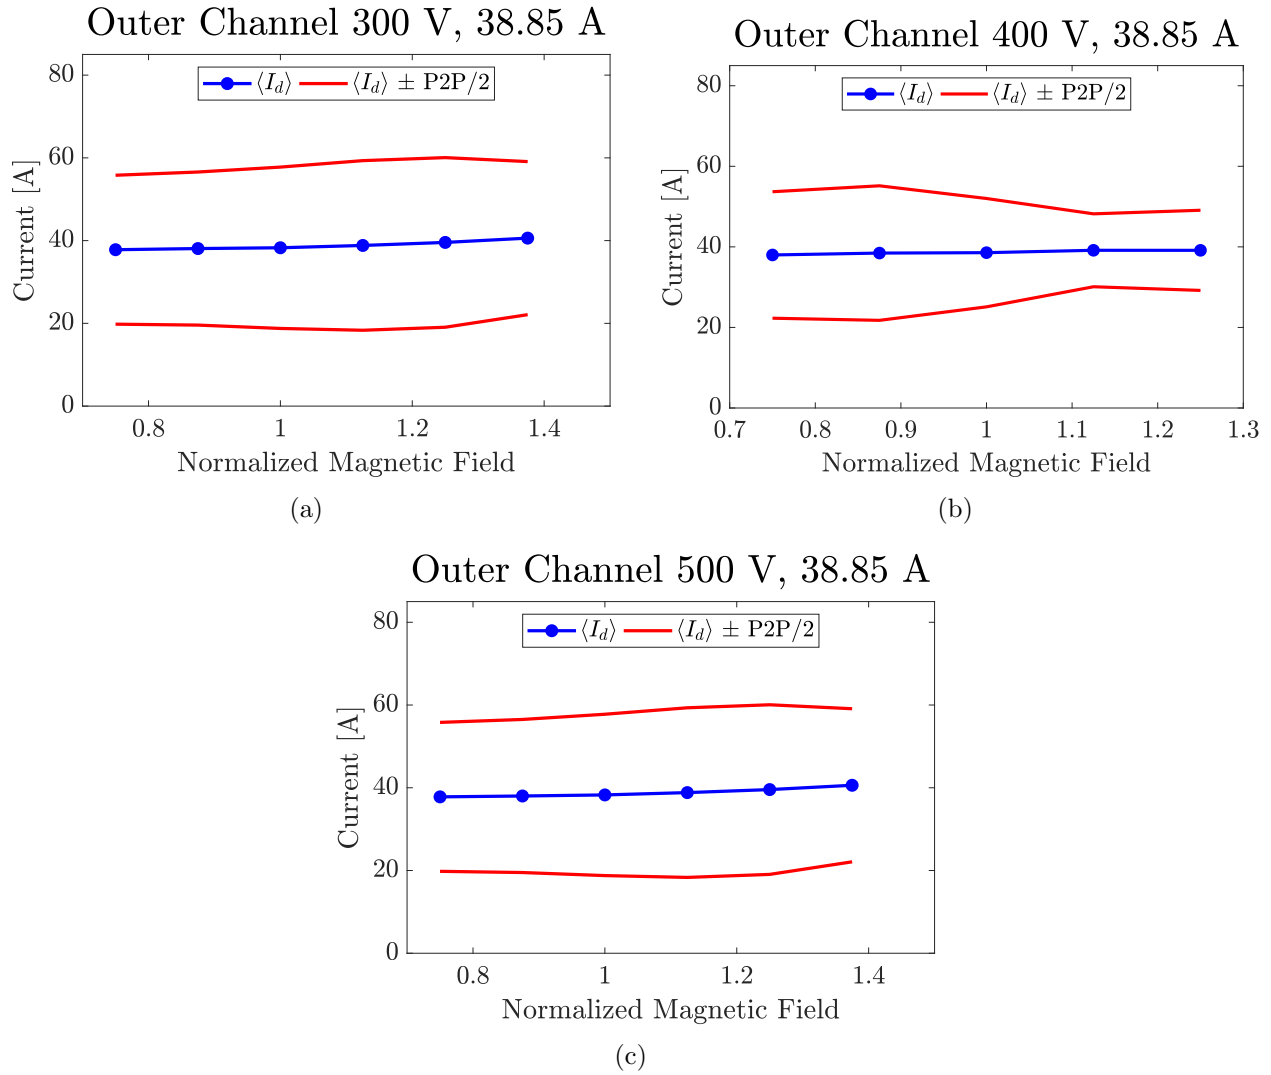 Outer Channel 300 V, 38.85 A
⟨I_d⟩ ⟨I_d⟩ ± P2P/2
80
60
40
20
0
Current [A]
0.8 1 1.2 1.4
Normalized Magnetic Field
(a)
Outer Channel 400 V, 38.85 A
⟨I_d⟩ ⟨I_d⟩ ± P2P/2
80
60
40
20
0
Current [A]
0.7 0.8 0.9 1 1.1 1.2 1.3
Normalized Magnetic Field
(b)
Outer Channel 500 V, 38.85 A
⟨I_d⟩ ⟨I_d⟩ ± P2P/2
80
60
40
20
0
Current [A]
0.8 1 1.2 1.4
Normalized Magnetic Field
(c)